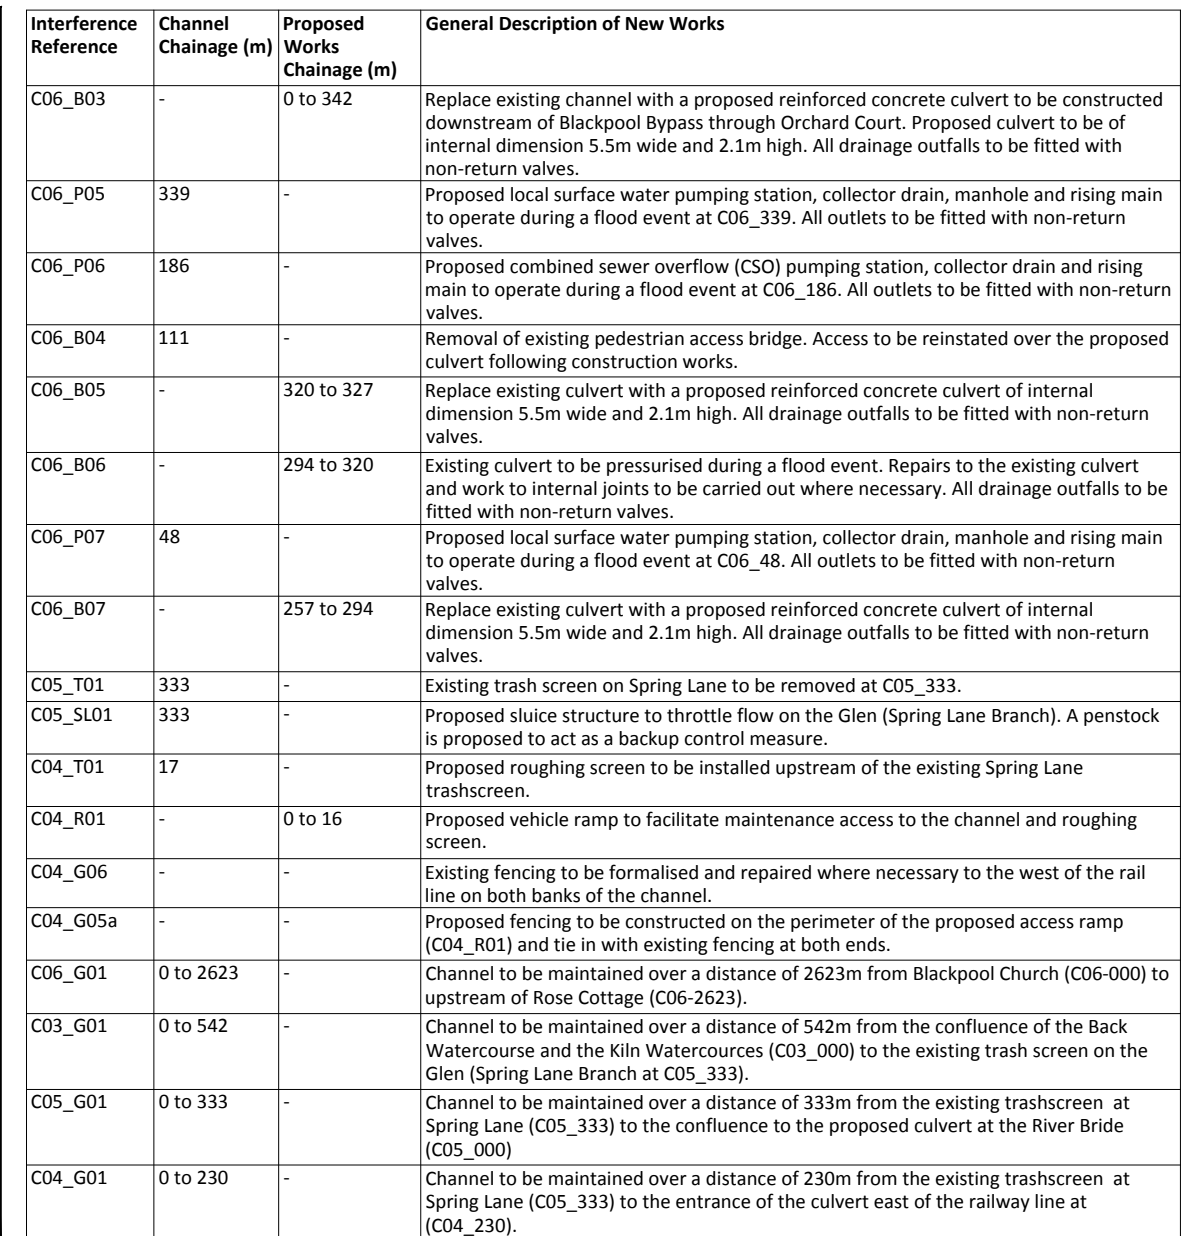 Interference Reference | Channel Chainage (m) | Proposed Works Chainage (m) | General Description of New Works
C06_B03 | - | 0 to 342 | Replace existing channel with a proposed reinforced concrete culvert to be constructed
downstream of Blackpool Bypass through Orchard Court. Proposed culvert to be of
internal dimension 5.5m wide and 2.1m high. All drainage outfalls to be fitted with
non-return valves.
C06_P05 | 339 | - | Proposed local surface water pumping station, collector drain, manhole and rising main
to operate during a flood event at C06_339. All outlets to be fitted with non-return
valves.
C06_P06 | 186 | - | Proposed combined sewer overflow (CSO) pumping station, collector drain and rising
main to operate during a flood event at C06_186. All outlets to be fitted with non-return
valves.
C06_B04 | 111 | - | Removal of existing pedestrian access bridge. Access to be reinstated over the proposed
culvert following construction works.
C06_B05 | - | 320 to 327 | Replace existing culvert with a proposed reinforced concrete culvert of internal
dimension 5.5m wide and 2.1m high. All drainage outfalls to be fitted with non-return
valves.
C06_B06 | - | 294 to 320 | Existing culvert to be pressurised during a flood event. Repairs to the existing culvert
and work to internal joints to be carried out where necessary. All drainage outfalls to be
fitted with non-return valves.
C06_P07 | 48 | - | Proposed local surface water pumping station, collector drain, manhole and rising main
to operate during a flood event at C06_48. All outlets to be fitted with non-return
valves.
C06_B07 | - | 257 to 294 | Replace existing culvert with a proposed reinforced concrete culvert of internal
dimension 5.5m wide and 2.1m high. All drainage outfalls to be fitted with non-return
valves.
C05_T01 | 333 | - | Existing trash screen on Spring Lane to be removed at C05_333.
C05_SL01 | 333 | - | Proposed sluice structure to throttle flow on the Glen (Spring Lane Branch). A penstock
is proposed to act as a backup control measure.
C04_T01 | 17 | - | Proposed roughing screen to be installed upstream of the existing Spring Lane
trashscreen.
C04_R01 | - | 0 to 16 | Proposed vehicle ramp to facilitate maintenance access to the channel and roughing
screen.
C04_G06 | - | - | Existing fencing to be formalised and repaired where necessary to the west of the rail
line on both banks of the channel.
C04_G05a | - | - | Proposed fencing to be constructed on the perimeter of the proposed access ramp
(C04_R01) and tie in with existing fencing at both ends.
C06_G01 | 0 to 2623 | - | Channel to be maintained over a distance of 2623m from Blackpool Church (C06-000) to
upstream of Rose Cottage (C06-2623).
C03_G01 | 0 to 542 | - | Channel to be maintained over a distance of 542m from the confluence of the Back
Watercourse and the Kiln Watercources (C03_000) to the existing trash screen on the
Glen (Spring Lane Branch at C05_333).
C05_G01 | 0 to 333 | - | Channel to be maintained over a distance of 333m from the existing trashscreen at
Spring Lane (C05_333) to the confluence to the proposed culvert at the River Bride
(C05_000)
C04_G01 | 0 to 230 | - | Channel to be maintained over a distance of 230m from the existing trashscreen at
Spring Lane (C05_333) to the entrance of the culvert east of the railway line at
(C04_230).